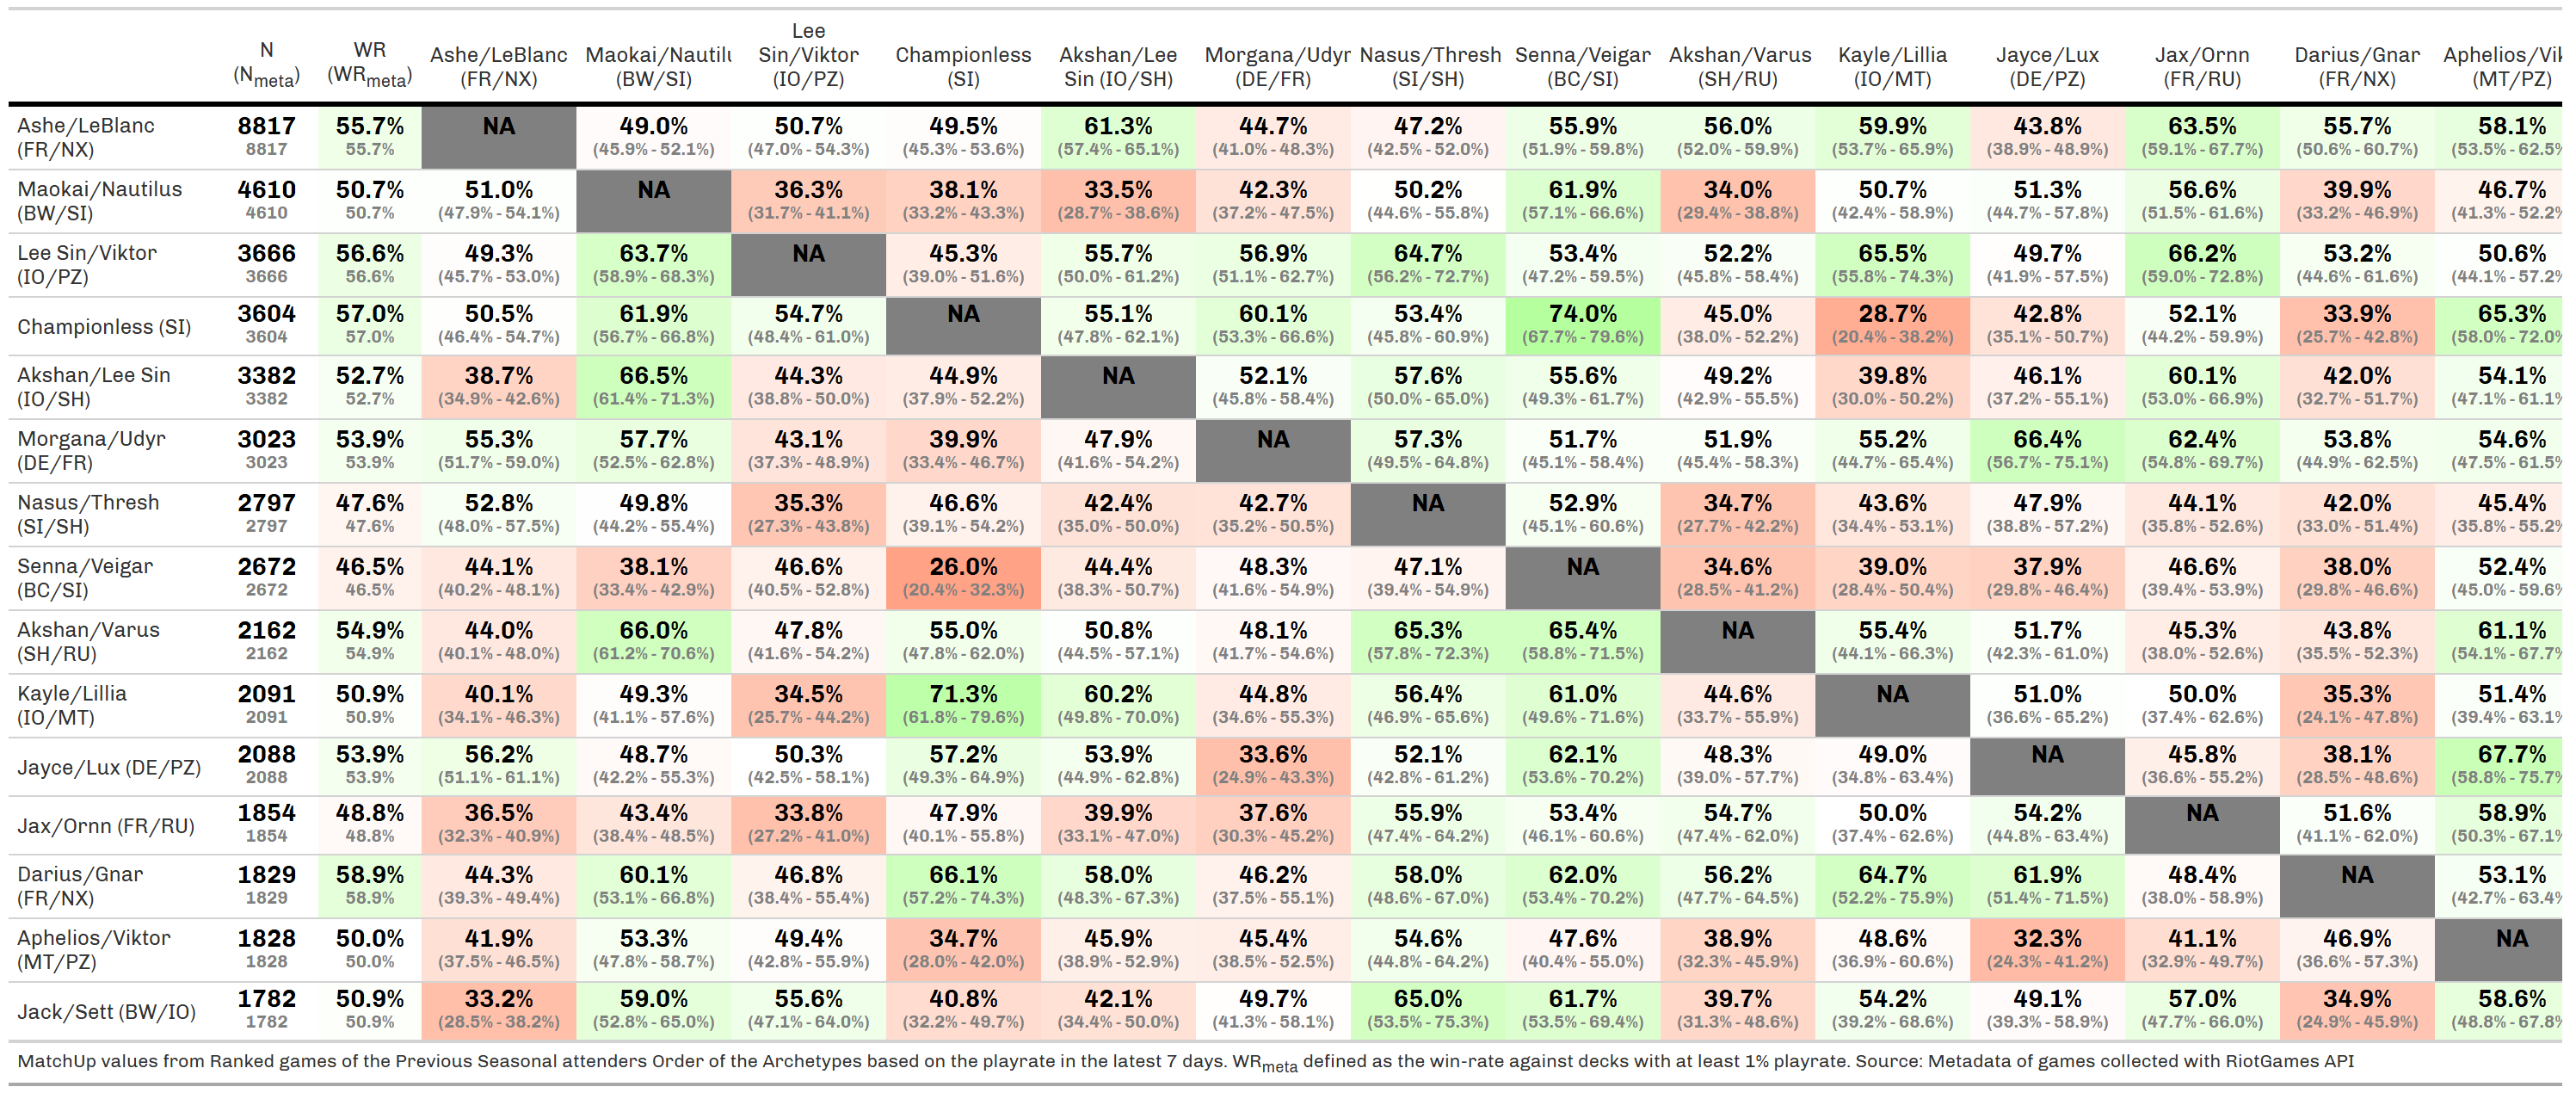 N (Nmeta) WR (WRmeta) Ashe/LeBlanc (FR/NX) Maokai/Nautilu (BW/SI) Lee Sin/Viktor (IO/PZ) Championless (SI) Akshan/Lee Sin (IO/SH) Morgana/Udyr (DE/FR) Nasus/Thresh (SI/SH) Senna/Veigar (BC/SI) Akshan/Varus (SH/RU) Kayle/Lillia (IO/MT) Jayce/Lux (DE/PZ) Jax/Ornn (FR/RU) Darius/Gnar (FR/NX) Aphelios/Vik (MT/PZ)
Ashe/LeBlanc 8817 55.7% NA 49.0% 50.7% 49.5% 61.3% 44.7% 47.2% 55.9% 56.0% 59.9% 43.8% 63.5% 55.7% 58.1%
(FR/NX) 8817 55.7% (45.9% - 52.1%) (47.0% - 54.3%) (45.3% - 53.6%) (57.4% - 65.1%) (41.0% - 48.3%) (42.5% - 52.0%) (51.9% - 59.8%) (52.0% - 59.9%) (53.7% - 65.9%) (38.9% - 48.9%) (59.1% - 67.7%) (50.6% - 60.7%) (53.5% - 62.5%
Maokai/Nautilus 4610 50.7% 51.0% NA 36.3% 38.1% 33.5% 42.3% 50.2% 61.9% 34.0% 50.7% 51.3% 56.6% 39.9% 46.7%
(BW/SI) 4610 50.7% (47.9% - 54.1%) (31.7% - 41.1%) (33.2% - 43.3%) (28.7% - 38.6%) (37.2% - 47.5%) (44.6% - 55.8%) (57.1% - 66.6%) (29.4% - 38.8%) (42.4% - 58.9%) (44.7% - 57.8%) (51.5% - 61.6%) (33.2% - 46.9%) (41.3% - 52.2%
Lee Sin/Viktor 3666 56.6% 49.3% 63.7% NA 45.3% 55.7% 56.9% 64.7% 53.4% 52.2% 65.5% 49.7% 66.2% 53.2% 50.6%
(IO/PZ) 3666 56.6% (45.7% - 53.0%) (58.9% - 68.3%) (39.0% - 51.6%) (50.0% - 61.2%) (51.1% - 62.7%) (56.2% - 72.7%) (47.2% - 59.5%) (45.8% - 58.4%) (55.8% - 74.3%) (41.9% - 57.5%) (59.0% - 72.8%) (44.6% - 61.6%) (44.1% - 57.2%
Championless (SI) 3604 57.0% 50.5% 61.9% 54.7% NA 55.1% 60.1% 53.4% 74.0% 45.0% 28.7% 42.8% 52.1% 33.9% 65.3%
3604 57.0% (46.4% - 54.7%) (56.7% - 66.8%) (48.4% - 61.0%) (47.8% - 62.1%) (53.3% - 66.6%) (45.8% - 60.9%) (67.7% - 79.6%) (38.0% - 52.2%) (20.4% - 38.2%) (35.1% - 50.7%) (44.2% - 59.9%) (25.7% - 42.8%) (58.0% - 72.0%
Akshan/Lee Sin 3382 52.7% 38.7% 66.5% 44.3% 44.9% NA 52.1% 57.6% 55.6% 49.2% 39.8% 46.1% 60.1% 42.0% 54.1%
(IO/SH) 3382 52.7% (34.9% - 42.6%) (61.4% - 71.3%) (38.8% - 50.0%) (37.9% - 52.2%) (45.8% - 58.4%) (50.0% - 65.0%) (49.3% - 61.7%) (42.9% - 55.5%) (30.0% - 50.2%) (37.2% - 55.1%) (53.0% - 66.9%) (32.7% - 51.7%) (47.1% - 61.1%
Morgana/Udyr 3023 53.9% 55.3% 57.7% 43.1% 39.9% 47.9% NA 57.3% 51.7% 51.9% 55.2% 66.4% 62.4% 53.8% 54.6%
(DE/FR) 3023 53.9% (51.7% - 59.0%) (52.5% - 62.8%) (37.3% - 48.9%) (33.4% - 46.7%) (41.6% - 54.2%) (49.5% - 64.8%) (45.1% - 58.4%) (45.4% - 58.3%) (44.7% - 65.4%) (56.7% - 75.1%) (54.8% - 69.7%) (44.9% - 62.5%) (47.5% - 61.5%
Nasus/Thresh 2797 47.6% 52.8% 49.8% 35.3% 46.6% 42.4% 42.7% NA 52.9% 34.7% 43.6% 47.9% 44.1% 42.0% 45.4%
(SI/SH) 2797 47.6% (48.0% - 57.5%) (44.2% - 55.4%) (27.3% - 43.8%) (39.1% - 54.2%) (35.0% - 50.0%) (35.2% - 50.5%) (45.1% - 60.6%) (27.7% - 42.2%) (34.4% - 53.1%) (38.8% - 57.2%) (35.8% - 52.6%) (33.0% - 51.4%) (35.8% - 55.2%
Senna/Veigar 2672 46.5% 44.1% 38.1% 46.6% 26.0% 44.4% 48.3% 47.1% NA 34.6% 39.0% 37.9% 46.6% 38.0% 52.4%
(BC/SI) 2672 46.5% (40.2% - 48.1%) (33.4% - 42.9%) (40.5% - 52.8%) (20.4% - 32.3%) (38.3% - 50.7%) (41.6% - 54.9%) (39.4% - 54.9%) (28.5% - 41.2%) (28.4% - 50.4%) (29.8% - 46.4%) (39.4% - 53.9%) (29.8% - 46.6%) (45.0% - 59.6%
Akshan/Varus 2162 54.9% 44.0% 66.0% 47.8% 55.0% 50.8% 48.1% 65.3% 65.4% NA 55.4% 51.7% 45.3% 43.8% 61.1%
(SH/RU) 2162 54.9% (40.1% - 48.0%) (61.2% - 70.6%) (41.6% - 54.2%) (47.8% - 62.0%) (44.5% - 57.1%) (41.7% - 54.6%) (57.8% - 72.3%) (58.8% - 71.5%) (44.1% - 66.3%) (42.3% - 61.0%) (38.0% - 52.6%) (35.5% - 52.3%) (54.1% - 67.7%
Kayle/Lillia 2091 50.9% 40.1% 49.3% 34.5% 71.3% 60.2% 44.8% 56.4% 61.0% 44.6% NA 51.0% 50.0% 35.3% 51.4%
(IO/MT) 2091 50.9% (34.1% - 46.3%) (41.1% - 57.6%) (25.7% - 44.2%) (61.8% - 79.6%) (49.8% - 70.0%) (34.6% - 55.3%) (46.9% - 65.6%) (49.6% - 71.6%) (33.7% - 55.9%) (36.6% - 65.2%) (37.4% - 62.6%) (24.1% - 47.8%) (39.4% - 63.1%
Jayce/Lux (DE/PZ) 2088 53.9% 56.2% 48.7% 50.3% 57.2% 53.9% 33.6% 52.1% 62.1% 48.3% 49.0% NA 45.8% 38.1% 67.7%
2088 53.9% (51.1% - 61.1%) (42.2% - 55.3%) (42.5% - 58.1%) (49.3% - 64.9%) (44.9% - 62.8%) (24.9% - 43.3%) (42.8% - 61.2%) (53.6% - 70.2%) (39.0% - 57.7%) (34.8% - 63.4%) (36.6% - 55.2%) (28.5% - 48.6%) (58.8% - 75.7%
Jax/Ornn (FR/RU) 1854 48.8% 36.5% 43.4% 33.8% 47.9% 39.9% 37.6% 55.9% 53.4% 54.7% 50.0% 54.2% NA 51.6% 58.9%
1854 48.8% (32.3% - 40.9%) (38.4% - 48.5%) (27.2% - 41.0%) (40.1% - 55.8%) (33.1% - 47.0%) (30.3% - 45.2%) (47.4% - 64.2%) (46.1% - 60.6%) (47.4% - 62.0%) (37.4% - 62.6%) (44.8% - 63.4%) (41.1% - 62.0%) (50.3% - 67.1%
Darius/Gnar 1829 58.9% 44.3% 60.1% 46.8% 66.1% 58.0% 46.2% 58.0% 62.0% 56.2% 64.7% 61.9% 48.4% NA 53.1%
(FR/NX) 1829 58.9% (39.3% - 49.4%) (53.1% - 66.8%) (38.4% - 55.4%) (57.2% - 74.3%) (48.3% - 67.3%) (37.5% - 55.1%) (48.6% - 67.0%) (53.4% - 70.2%) (47.7% - 64.5%) (52.2% - 75.9%) (51.4% - 71.5%) (38.0% - 58.9%) (42.7% - 63.4%
Aphelios/Viktor 1828 50.0% 41.9% 53.3% 49.4% 34.7% 45.9% 45.4% 54.6% 47.6% 38.9% 48.6% 32.3% 41.1% 46.9% NA
(MT/PZ) 1828 50.0% (37.5% - 46.5%) (47.8% - 58.7%) (42.8% - 55.9%) (28.0% - 42.0%) (38.9% - 52.9%) (38.5% - 52.5%) (44.8% - 64.2%) (40.4% - 55.0%) (32.3% - 45.9%) (36.9% - 60.6%) (24.3% - 41.2%) (32.9% - 49.7%) (36.6% - 57.3%)
Jack/Sett (BW/IO) 1782 50.9% 33.2% 59.0% 55.6% 40.8% 42.1% 49.7% 65.0% 61.7% 39.7% 54.2% 49.1% 57.0% 34.9% 58.6%
1782 50.9% (28.5% - 38.2%) (52.8% - 65.0%) (47.1% - 64.0%) (32.2% - 49.7%) (34.4% - 50.0%) (41.3% - 58.1%) (53.5% - 75.3%) (53.5% - 69.4%) (31.3% - 48.6%) (39.2% - 68.6%) (39.3% - 58.9%) (47.7% - 66.0%) (24.9% - 45.9%) (48.8% - 67.8%
MatchUp values from Ranked games of the Previous Seasonal attenders Order of the Archetypes based on the playrate in the latest 7 days. WRmeta defined as the win-rate against decks with at least 1% playrate. Source: Metadata of games collected with RiotGames API